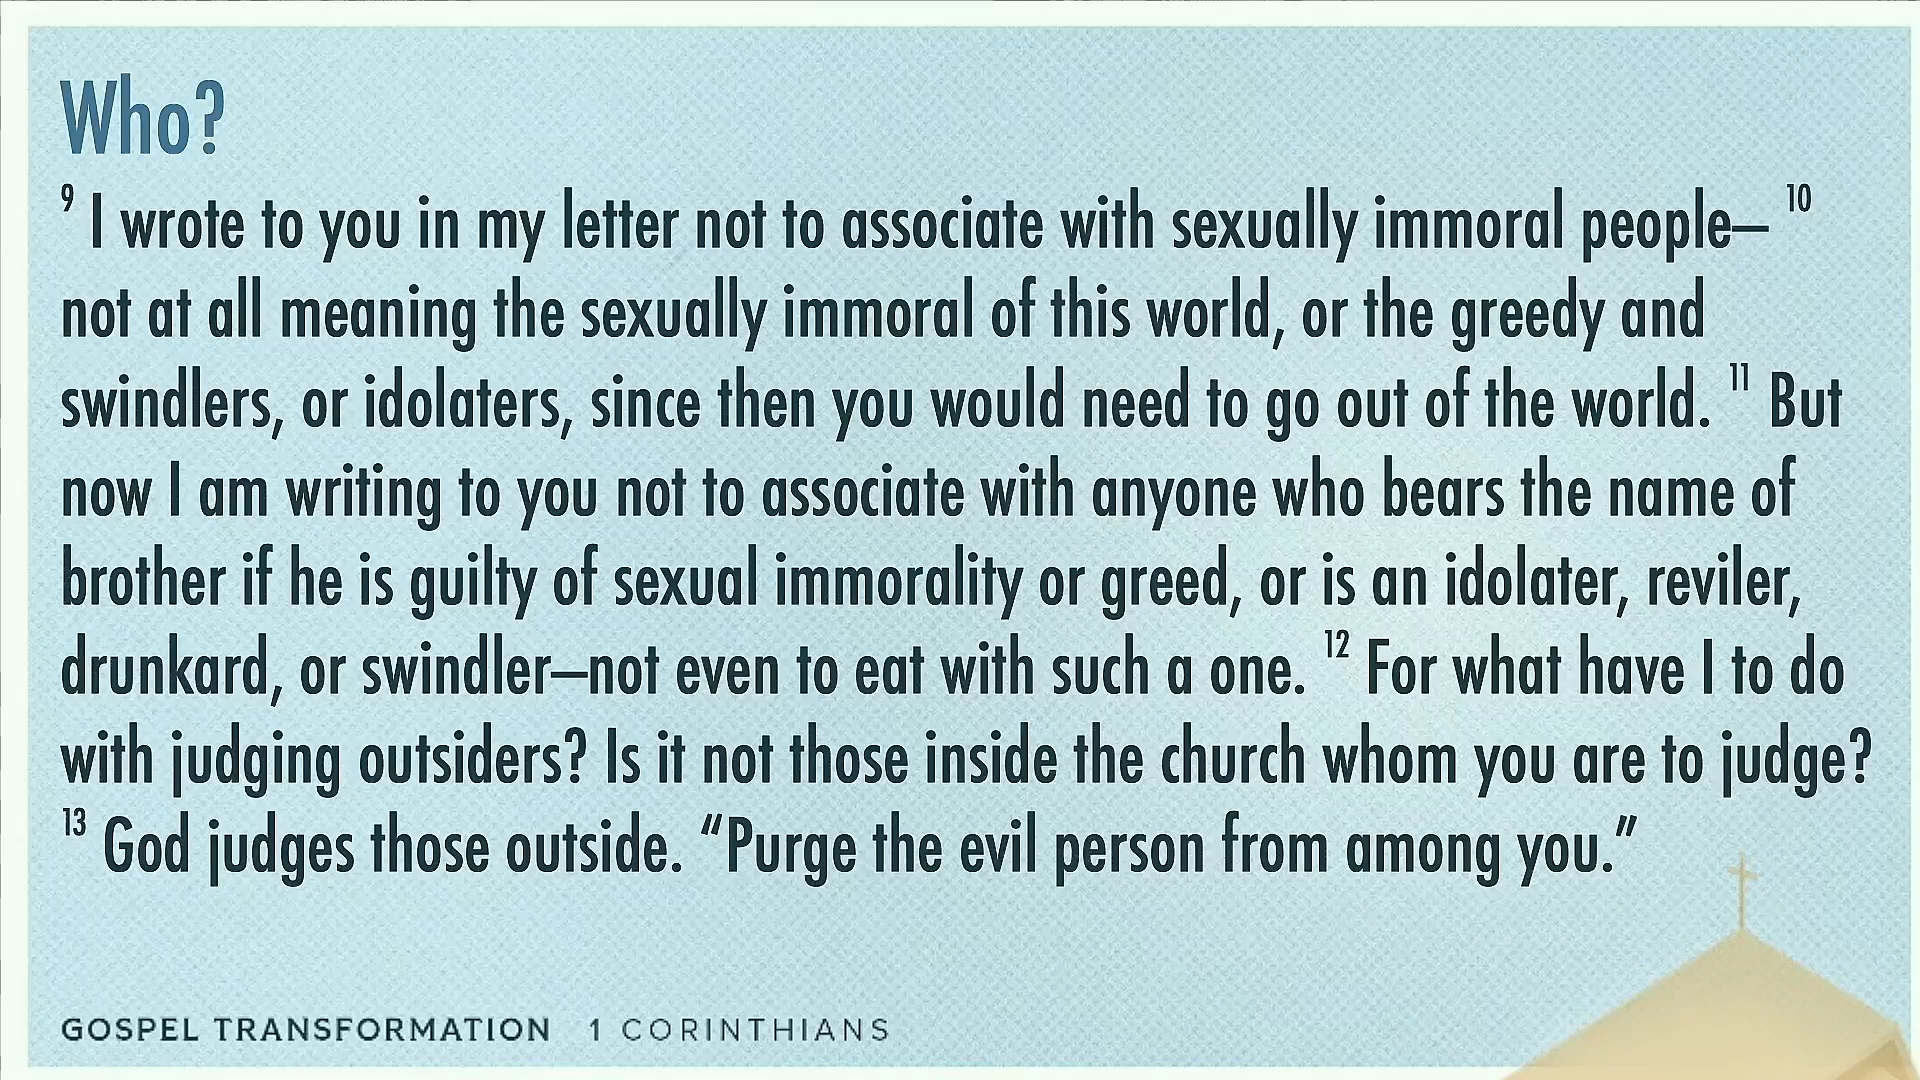 Who?
9 I wrote to you in my letter not to associate with sexually immoral people– 10
not at all meaning the sexually immoral of this world, or the greedy and
swindlers, or idolaters, since then you would need to go out of the world. 11 But
now I am writing to you not to associate with anyone who bears the name of
brother if he is guilty of sexual immorality or greed, or is an idolater, reviler,
drunkard, or swindler–not even to eat with such a one. 12 For what have I to do
with judging outsiders? Is it not those inside the church whom you are to judge?
13 God judges those outside. “Purge the evil person from among you.”
GOSPEL TRANSFORMATION 1 CORINTHIANS